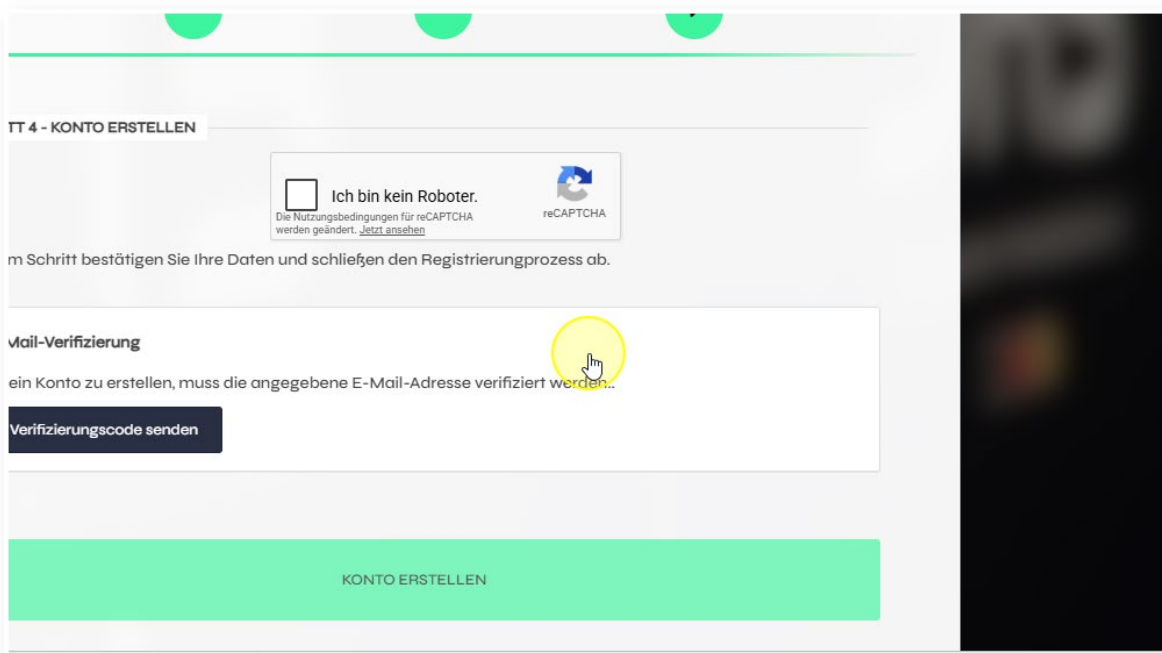 TT 4 - KONTO ERSTELLEN
Ich bin kein Roboter.
Die Nutzungsbedingungen für reCAPTCHA
werden geändert. Jetzt ansehen
reCAPTCHA
m Schritt bestätigen Sie Ihre Daten und schließen den Registrierungprozess ab.
Mail-Verifizierung
ein Konto zu erstellen, muss die angegebene E-Mail-Adresse verifiziert werden..
Verifizierungscode senden
KONTO ERSTELLEN